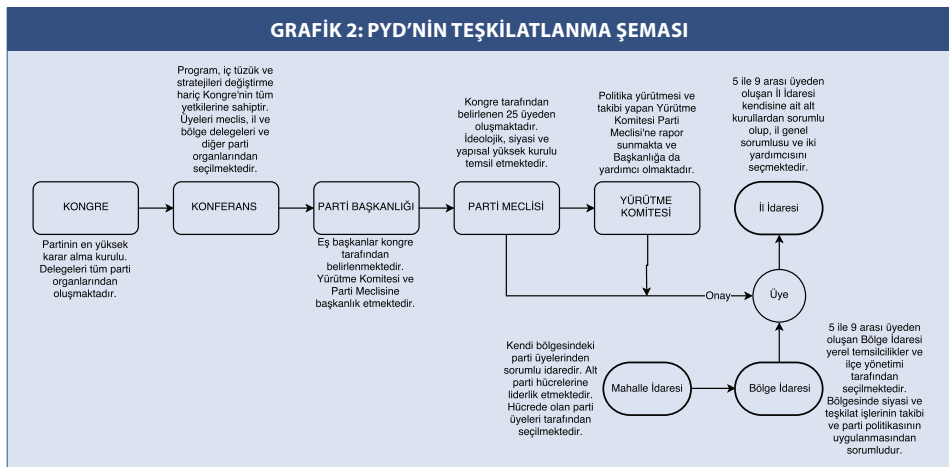 GRAFİK 2: PYD'NİN TEŞKİLATLANMA ŞEMASI
Program, iç tüzük ve
stratejileri değiştirme
hariç Kongre'nin tüm
yetkilerine sahiptir.
Üyeleri meclis, il ve
bölge delegeleri ve
diğer parti
organlarından
seçilmektedir.
Kongre tarafından
belirlenen 25 üyeden
oluşmaktadır.
İdeolojik, siyasi ve
yapısal yüksek kurulu
temsil etmektedir.
Politika yürütmesi ve
takibi yapan Yürütme
Komitesi Parti
Meclisi'ne rapor
sunmakta ve
Başkanlığa da
yardımcı olmaktadır.
5 ile 9 arası üyeden
oluşan İl İdaresi
kendisine ait alt
kurullardan sorumlu
olup, il genel
sorumlusu ve iki
yardımcısını
seçmektedir.
KONGRE
KONFERANS
PARTİ BAŞKANLIĞI
PARTİ MECLİSİ
YÜRÜTME
KOMİTESİ
İl İdaresi
Partinin en yüksek
karar alma kurulu.
Delegeleri tüm parti
organlarından
oluşmaktadır.
Eş başkanlar kongre
tarafından
belirlenmektedir.
Yürütme Komitesi ve
Parti Meclisine
başkanlık etmektedir.
Onay
Üye
Kendi bölgesindeki
parti üyelerinden
sorumlu idaredir. Alt
parti hücrelerine
liderlik etmektedir.
Hücrede olan parti
üyeleri tarafından
seçilmektedir.
Mahalle İdaresi
Bölge İdaresi
5 ile 9 arası üyeden
oluşan Bölge İdaresi
yerel temsilcilikler ve
ilçe yönetimi
tarafından
seçilmektedir.
Bölgesinde siyasi ve
teşkilat işlerinin takibi
ve parti politikasının
uygulanmasından
sorumludur.